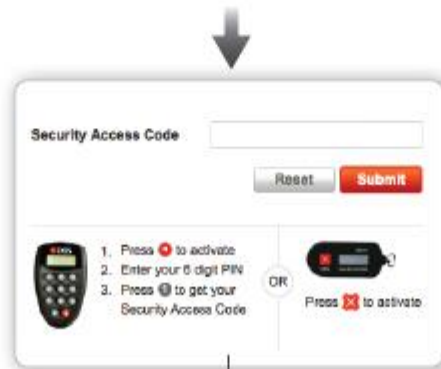 Security Access Code
Reset Submit
1. Press to activate
2. Enter your 6 digit PIN
3. Press to get your
Security Access Code
OR
Press to activate